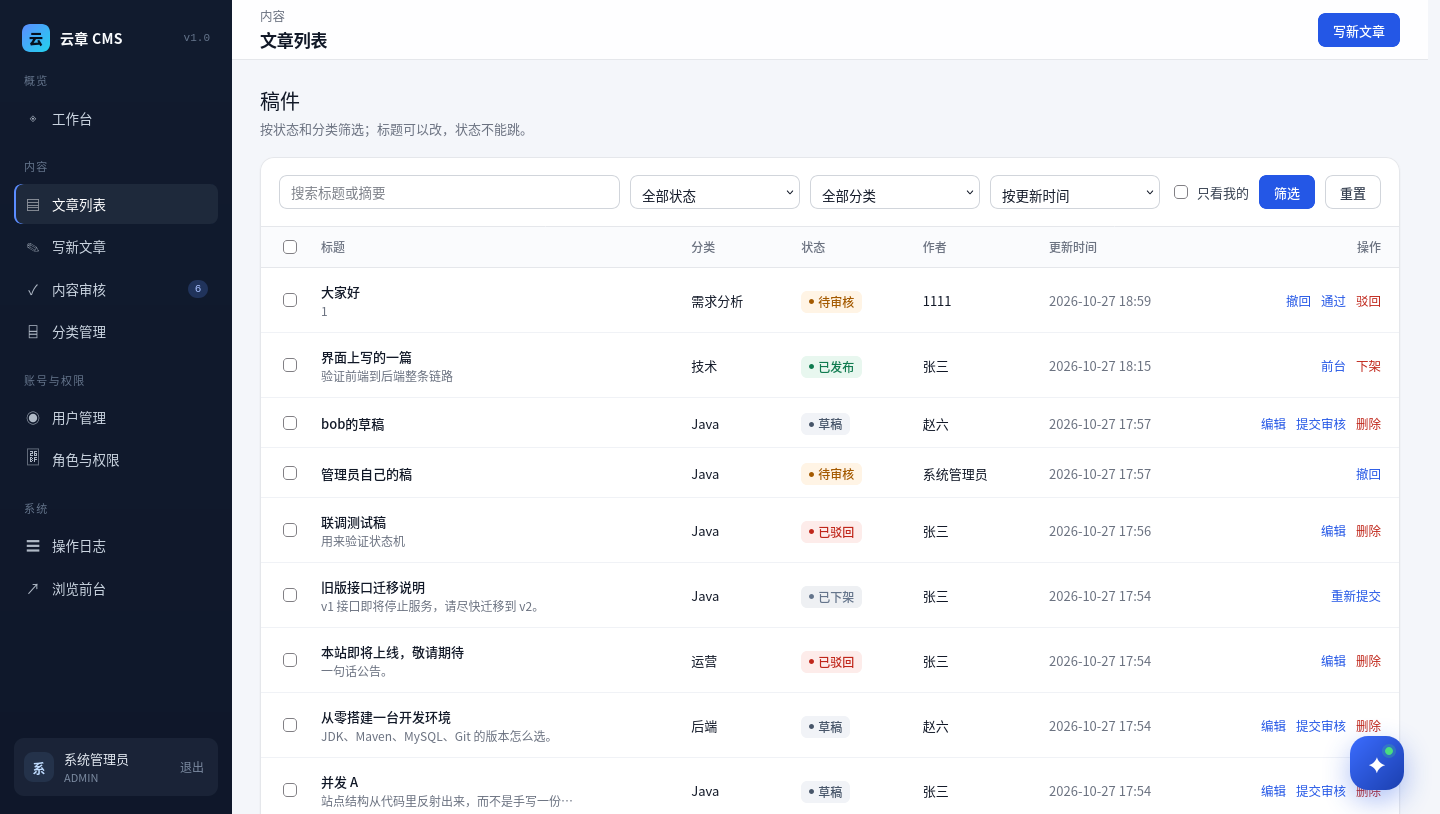 云 云章 CMS v1.0
概览
工作台
内容
文章列表
写新文章
内容审核 6
分类管理
账号与权限
用户管理
角色与权限
系统
操作日志
浏览前台
系 系统管理员 退出
ADMIN
内容
文章列表
写新文章
稿件
按状态和分类筛选；标题可以改，状态不能跳。
搜索标题或摘要 全部状态 全部分类 按更新时间 只看我的 筛选 重置
标题 分类 状态 作者 更新时间 操作
大家好 需求分析 待审核 1111 2026-10-27 18:59 撤回 通过 驳回
1
界面上写的一篇 技术 已发布 张三 2026-10-27 18:15 前台 下架
验证前端到后端整条链路
bob的草稿 Java 草稿 赵六 2026-10-27 17:57 编辑 提交审核 删除
管理员自己的稿 Java 待审核 系统管理员 2026-10-27 17:57 撤回
联调测试稿 Java 已驳回 张三 2026-10-27 17:56 编辑 删除
用来验证状态机
旧版接口迁移说明 Java 已下架 张三 2026-10-27 17:54 重新提交
v1 接口即将停止服务，请尽快迁移到 v2。
本站即将上线，敬请期待 运营 已驳回 张三 2026-10-27 17:54 编辑 删除
一句话公告。
从零搭建一台开发环境 后端 草稿 赵六 2026-10-27 17:54 编辑 提交审核 删除
JDK、Maven、MySQL、Git 的版本怎么选。
并发 A Java 草稿 张三 2026-10-27 17:54 编辑 提交审核 删除
站点结构从代码里反射出来，而不是手写一份…